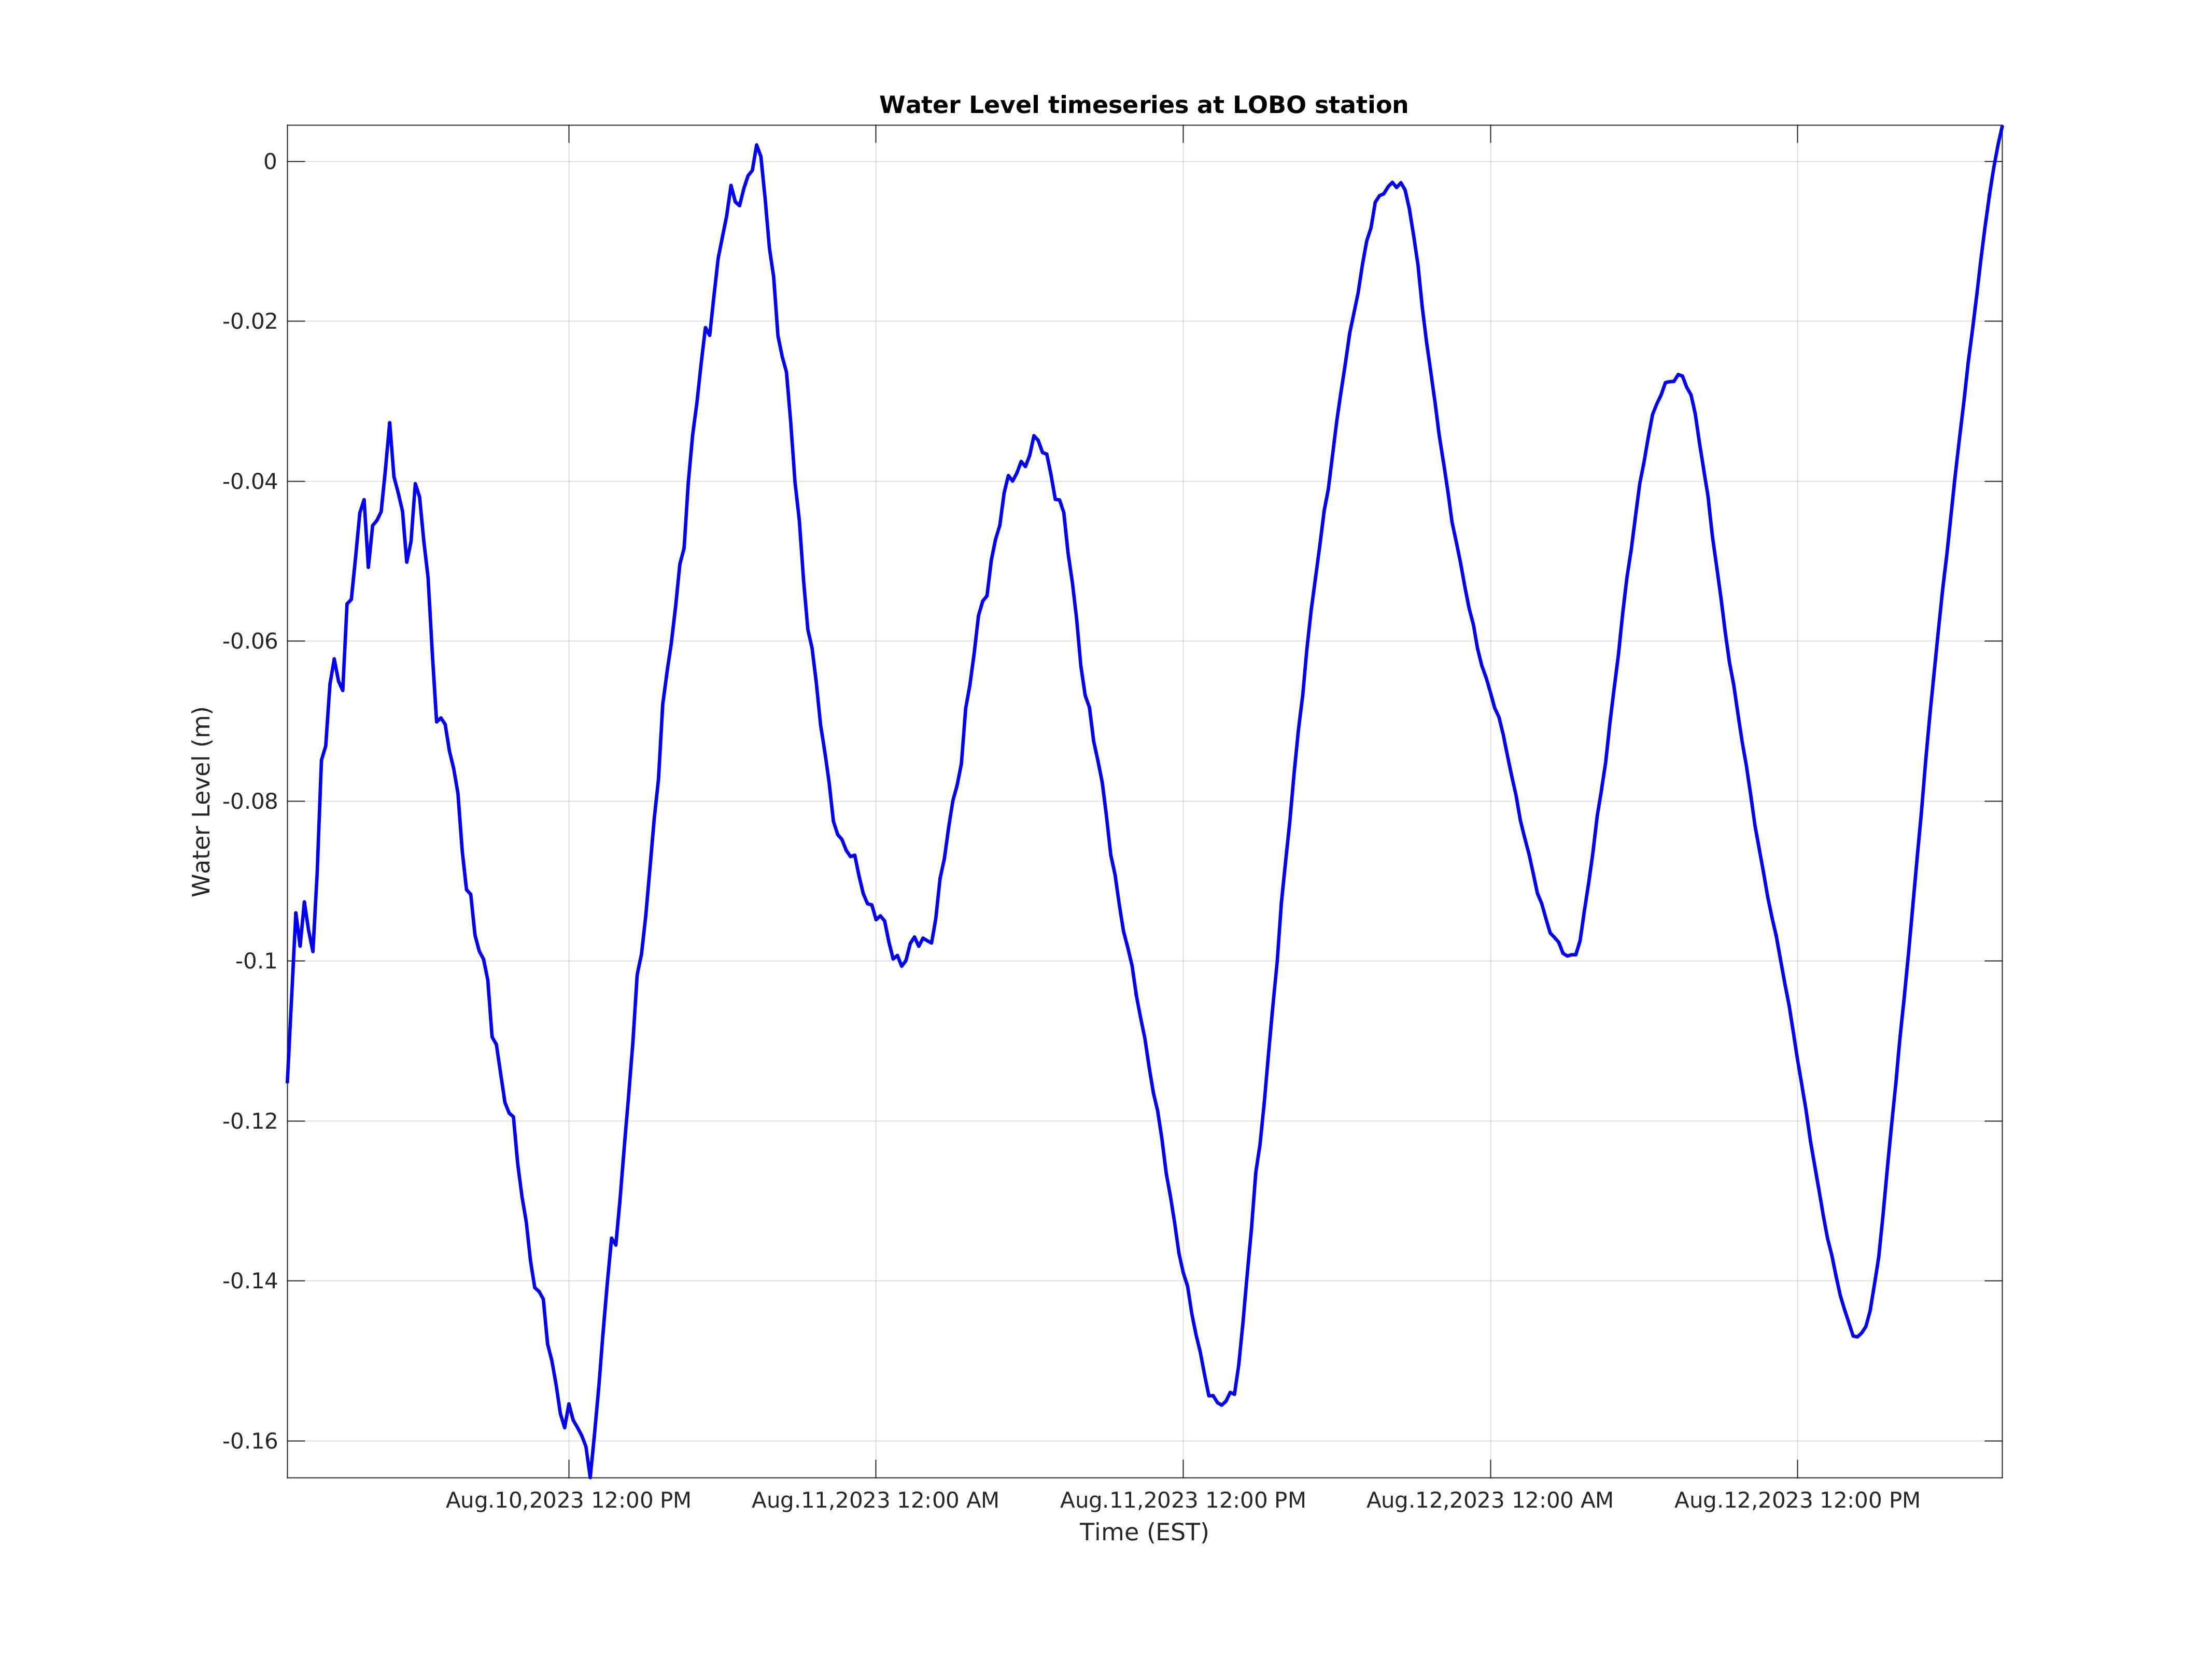 Water Level timeseries at LOBO station
0
-0.02
-0.04
-0.06
-0.08
-0.1
-0.12
-0.14
-0.16
Water Level (m)
Aug.10,2023 12:00 PM Aug.11,2023 12:00 AM Aug.11,2023 12:00 PM Aug.12,2023 12:00 AM Aug.12,2023 12:00 PM
Time (EST)